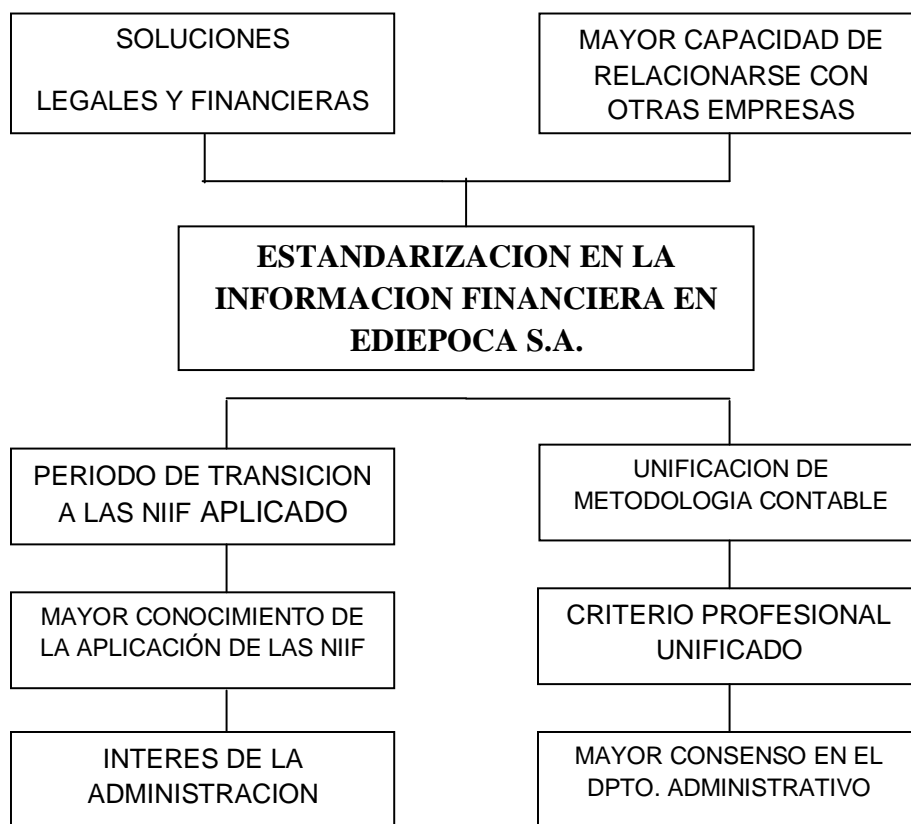 SOLUCIONES
LEGALES Y FINANCIERAS
MAYOR CAPACIDAD DE
RELACIONARSE CON
OTRAS EMPRESAS
ESTANDARIZACION EN LA
INFORMACION FINANCIERA EN
EDIEPOCA S.A.
PERIODO DE TRANSICION
A LAS NIIF APLICADO
UNIFICACION DE
METODOLOGIA CONTABLE
MAYOR CONOCIMIENTO DE
LA APLICACIÓN DE LAS NIIF
CRITERIO PROFESIONAL
UNIFICADO
INTERES DE LA
ADMINISTRACION
MAYOR CONSENSO EN EL
DPTO. ADMINISTRATIVO